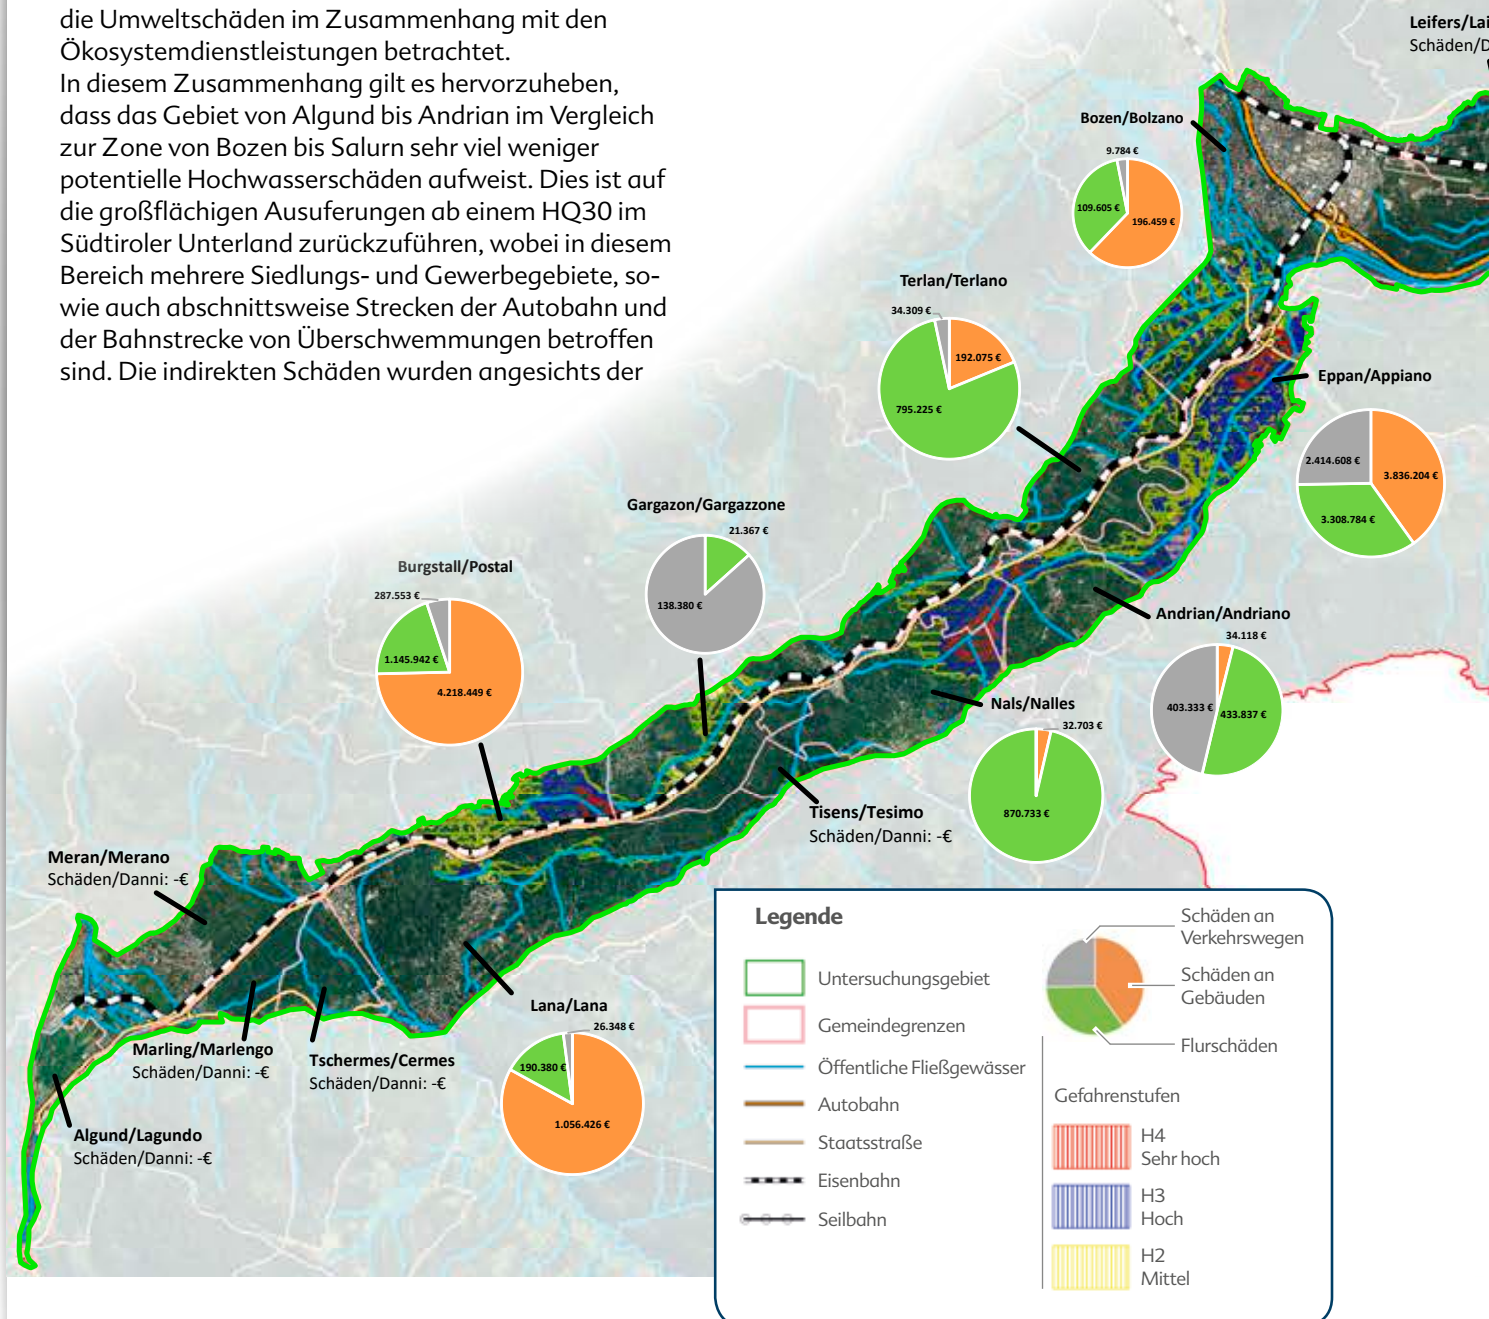 die Umweltschäden im Zusammenhang mit den
Ökosystemdienstleistungen betrachtet.
In diesem Zusammenhang gilt es hervorzuheben,
dass das Gebiet von Algund bis Andrian im Vergleich
zur Zone von Bozen bis Salurn sehr viel weniger
potentielle Hochwasserschäden aufweist. Dies ist auf
die großflächigen Ausuferungen ab einem HQ30 im
Südtiroler Unterland zurückzuführen, wobei in diesem
Bereich mehrere Siedlungs- und Gewerbegebiete, so-
wie auch abschnittsweise Strecken der Autobahn und
der Bahnstrecke von Überschwemmungen betroffen
sind. Die indirekten Schäden wurden angesichts der
Leifers/Lai
Schäden/D
Bozen/Bolzano
9.784 €
109.605 €
196.459 €
Terlan/Terlano
34.309 €
192.075 €
795.225 €
Eppan/Appiano
2.414.608 €
3.836.204 €
3.308.784 €
Gargazon/Gargazzone
21.367 €
138.380 €
Burgstall/Postal
287.553 €
1.145.942 €
4.218.449 €
Andrian/Andriano
34.118 €
403.333 €
433.837 €
Nals/Nalles
32.703 €
870.733 €
Tisens/Tesimo
Schäden/Danni: -€
Meran/Merano
Schäden/Danni: -€
Lana/Lana
26.348 €
190.380 €
1.056.426 €
Marling/Marlengo
Schäden/Danni: -€
Tschermes/Cermes
Schäden/Danni: -€
Algund/Lagundo
Schäden/Danni: -€
Legende
Untersuchungsgebiet
Gemeindegrenzen
Öffentliche Fließgewässer
Autobahn
Staatsstraße
Eisenbahn
Seilbahn
Schäden an
Verkehrswegen
Schäden an
Gebäuden
Flurschäden
Gefahrenstufen
H4
Sehr hoch
H3
Hoch
H2
Mittel